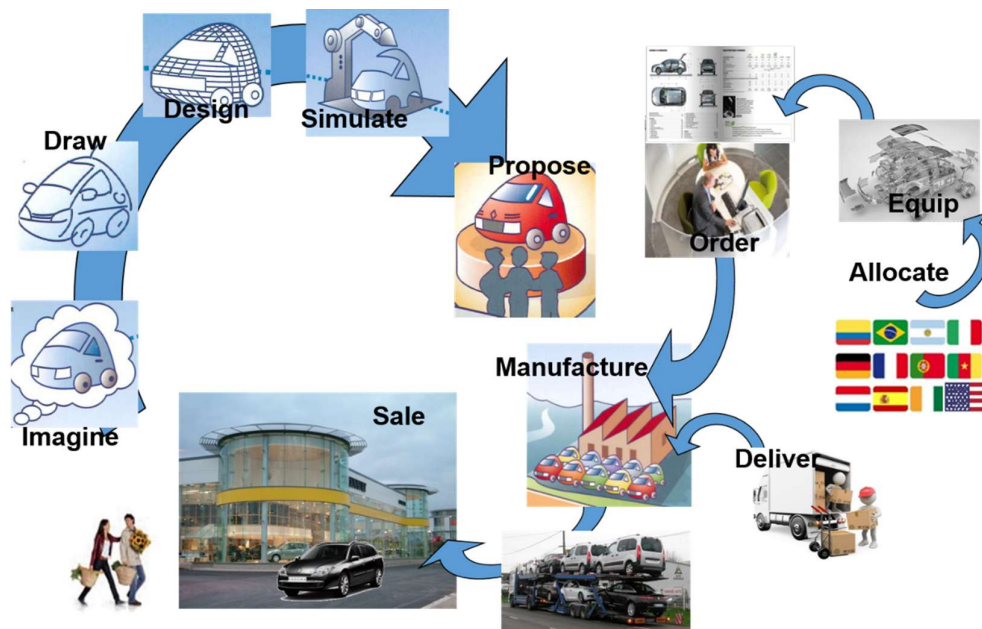 Imagine
Draw
Design
Simulate
Propose
Order
Equip
Allocate
Manufacture
Deliver
Sale